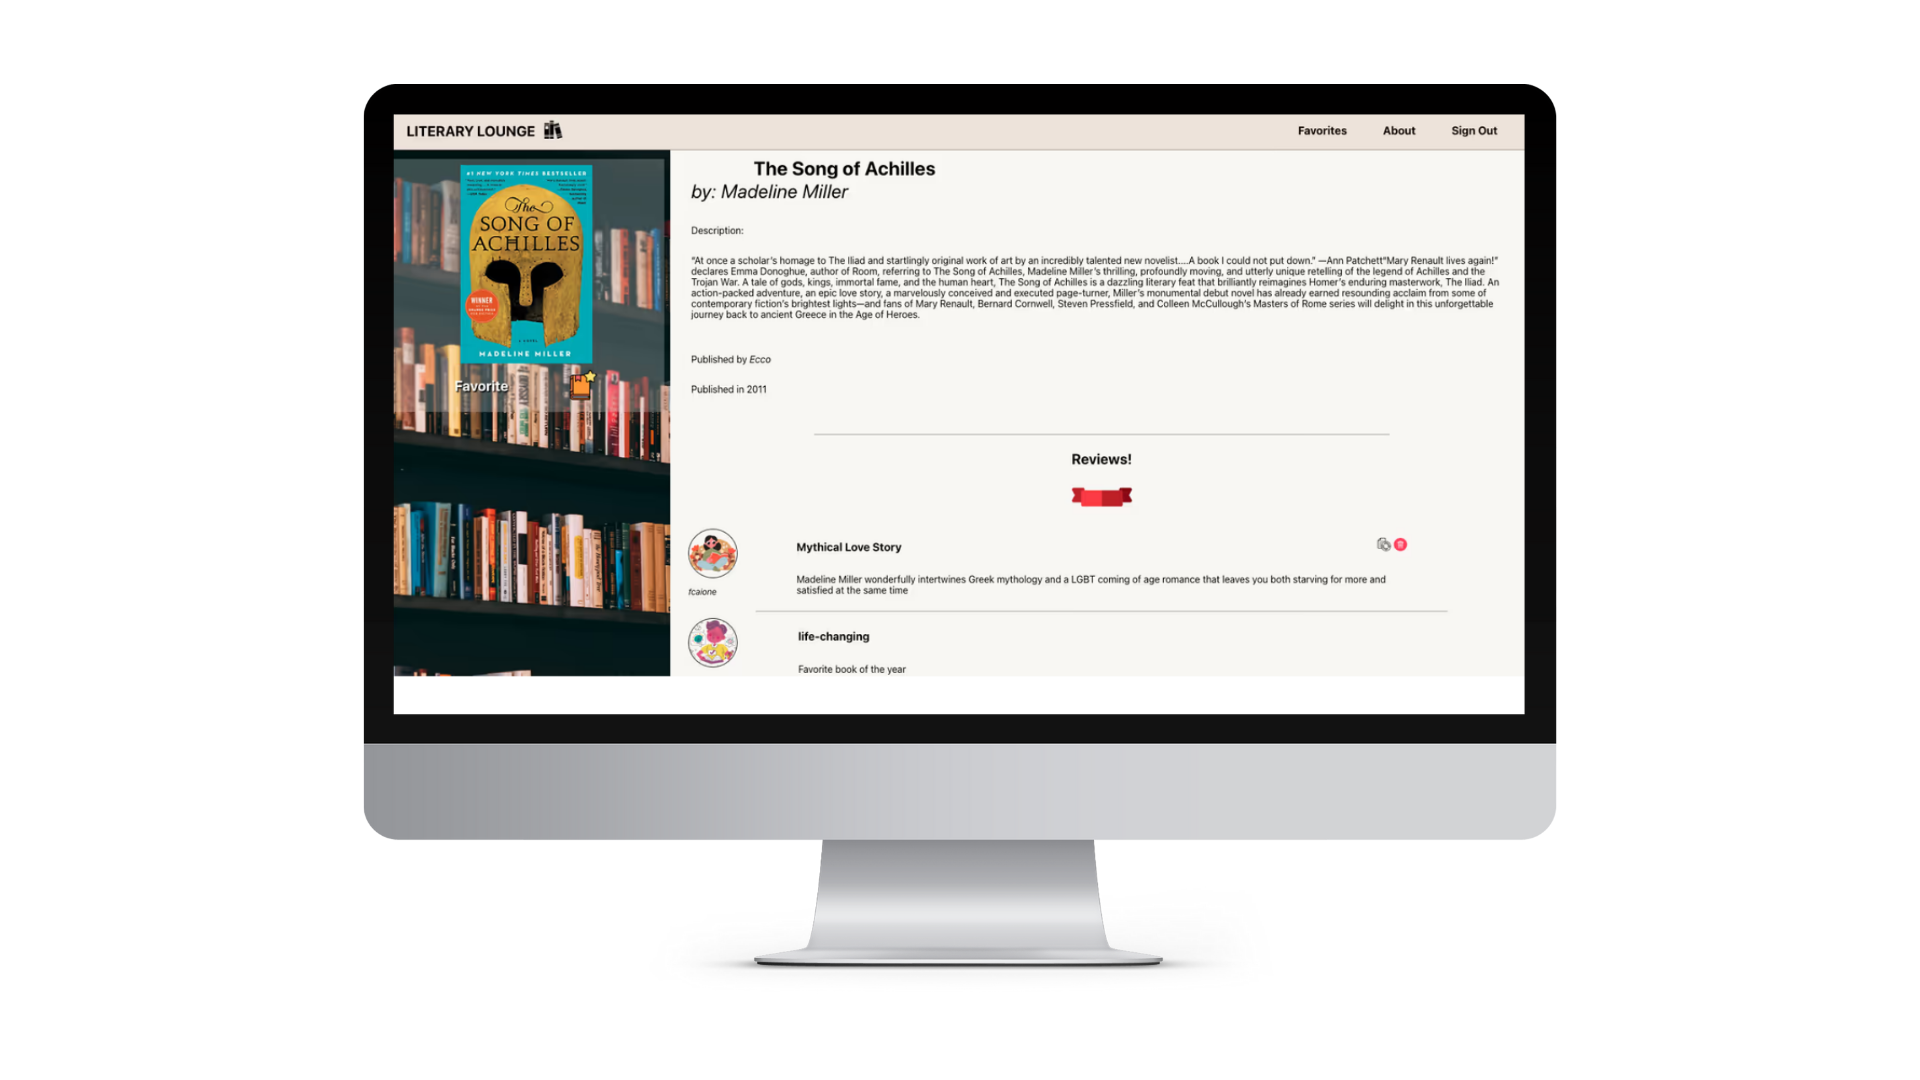 LITERARY LOUNGE
Favorites
About
Sign Out
#1 NEW YORK TIMES BESTSELLER
The
SONG OF
ACHILLES
WINNER
A NOVEL
MADELINE MILLER
Favorite
The Song of Achilles
by: Madeline Miller
Description:
"At once a scholar's homage to The Iliad and startlingly original work of art by an incredibly talented new novelist....A book I could not put down." —Ann Patchett"Mary Renault lives again!"
declares Emma Donoghue, author of Room, referring to The Song of Achilles, Madeline Miller's thrilling, profoundly moving, and utterly unique retelling of the legend of Achilles and the
Trojan War. A tale of gods, kings, immortal fame, and the human heart, The Song of Achilles is a dazzling literary feat that brilliantly reimagines Homer's enduring masterwork, The Iliad. An
action-packed adventure, an epic love story, a marvelously conceived and executed page-turner, Miller's monumental debut novel has already earned resounding acclaim from some of
contemporary fiction's brightest lights—and fans of Mary Renault, Bernard Cornwell, Steven Pressfield, and Colleen McCullough's Masters of Rome series will delight in this unforgettable
journey back to ancient Greece in the Age of Heroes.
Published by Ecco
Published in 2011
Reviews!
Mythical Love Story
Madeline Miller wonderfully intertwines Greek mythology and a LGBT coming of age romance that leaves you both starving for more and
satisfied at the same time
fcaione
life-changing
Favorite book of the year